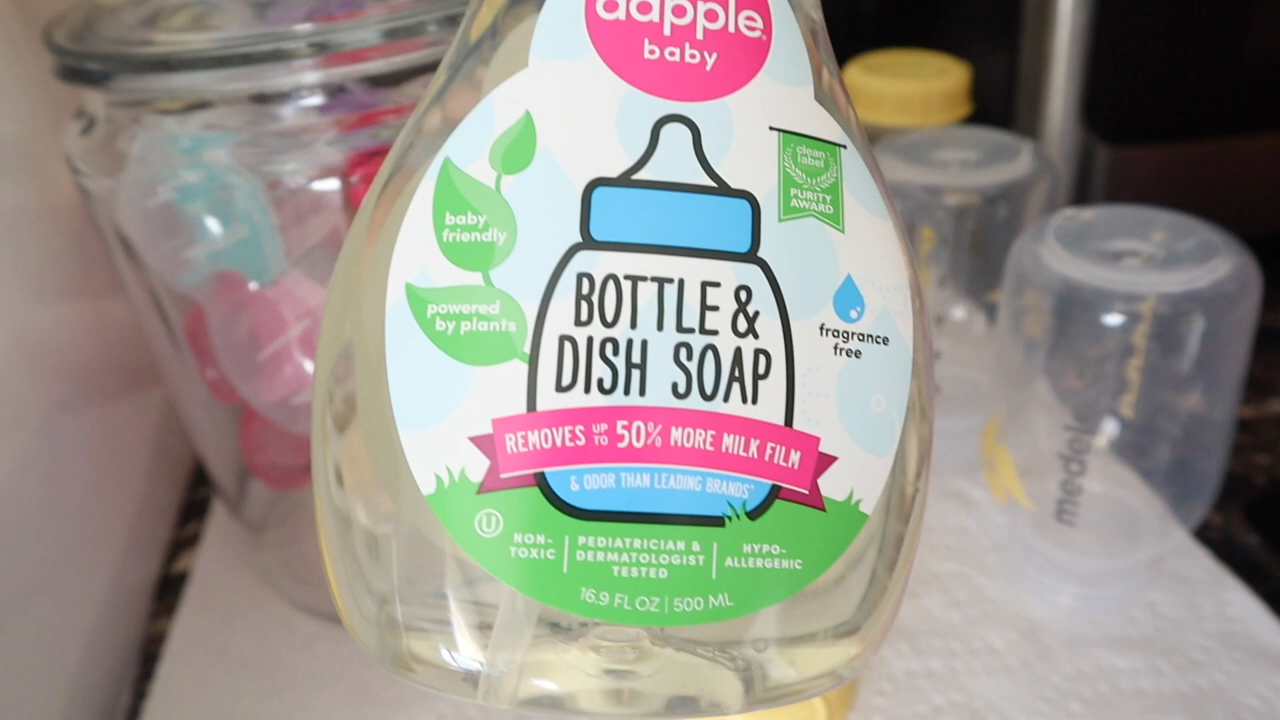 dapple
baby
clean
label
PURITY
AWARD
baby
friendly
powered
by plants
BOTTLE &
DISH SOAP
fragrance
free
REMOVES UP TO 50% MORE MILK FILM
& ODOR THAN LEADING BRANDS*
U
NON-
TOXIC
PEDIATRICIAN &
DERMATOLOGIST
TESTED
HYPO-
ALLERGENIC
16.9 FL OZ | 500 ML
medela